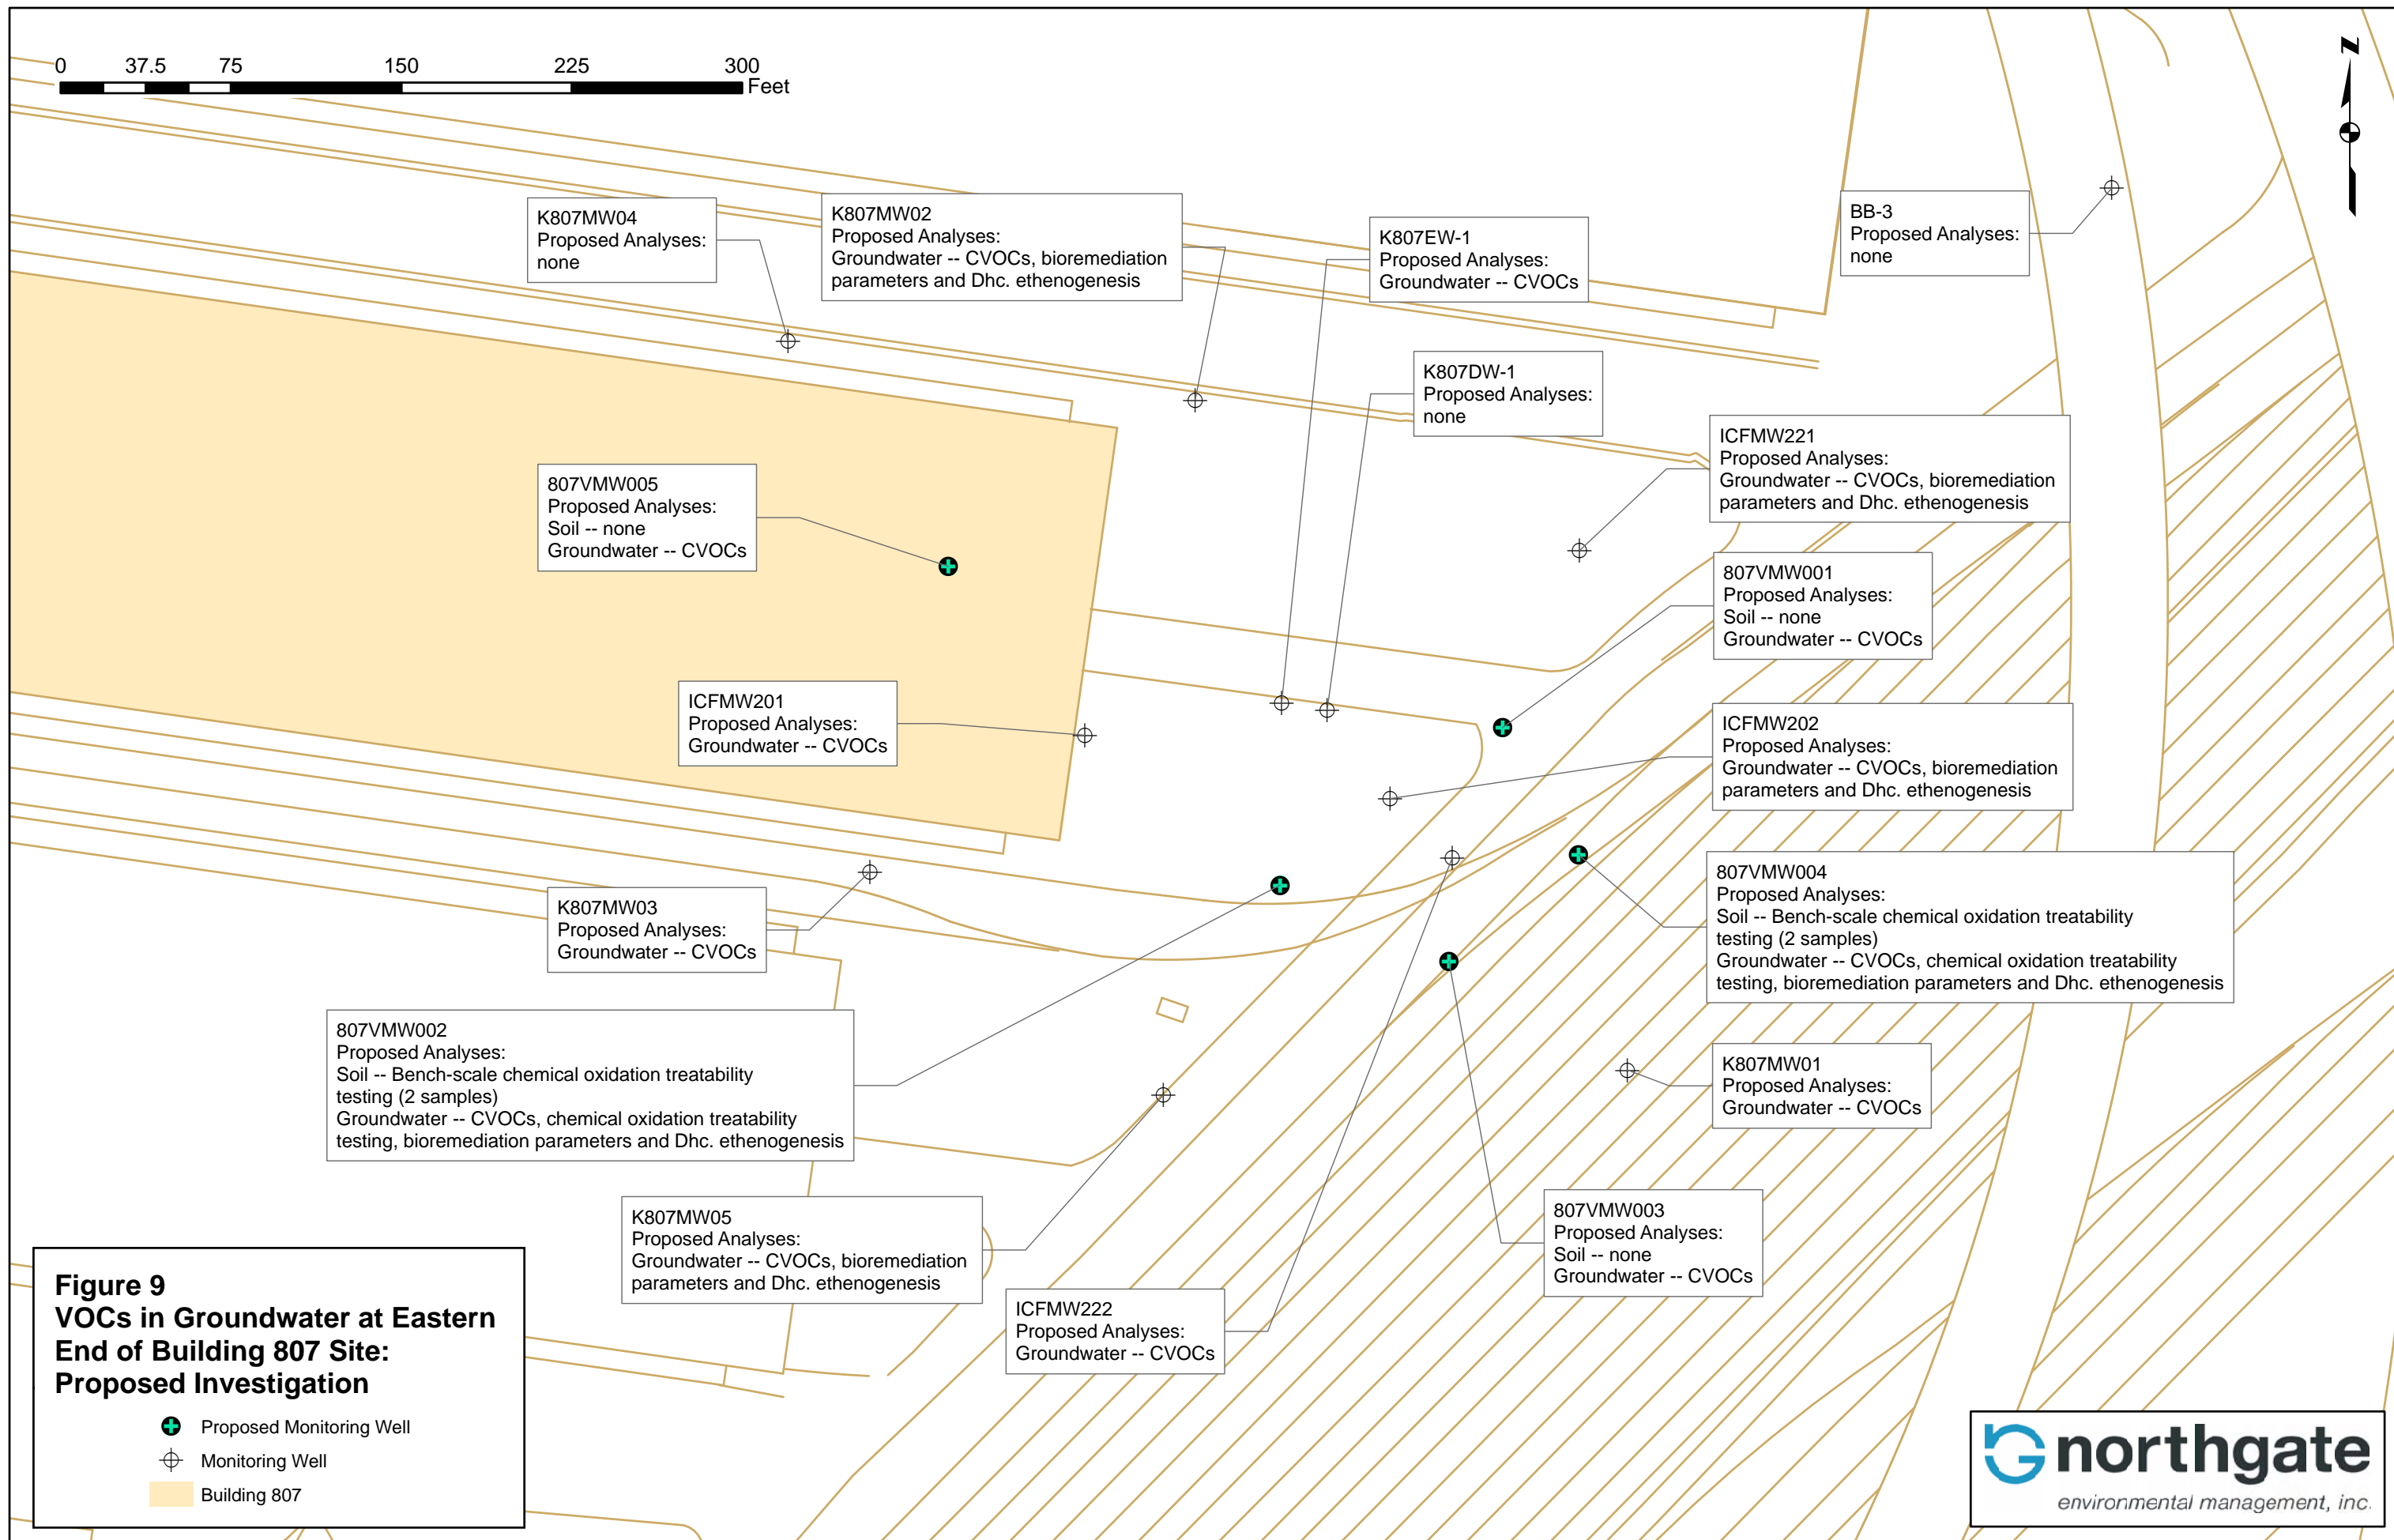 0 37.5 75 150 225 300
Feet
N
K807MW04
Proposed Analyses:
none
K807MW02
Proposed Analyses:
Groundwater -- CVOCs, bioremediation
parameters and Dhc. ethenogenesis
K807EW-1
Proposed Analyses:
Groundwater -- CVOCs
BB-3
Proposed Analyses:
none
K807DW-1
Proposed Analyses:
none
ICFMW221
Proposed Analyses:
Groundwater -- CVOCs, bioremediation
parameters and Dhc. ethenogenesis
807VMW005
Proposed Analyses:
Soil -- none
Groundwater -- CVOCs
807VMW001
Proposed Analyses:
Soil -- none
Groundwater -- CVOCs
ICFMW201
Proposed Analyses:
Groundwater -- CVOCs
ICFMW202
Proposed Analyses:
Groundwater -- CVOCs, bioremediation
parameters and Dhc. ethenogenesis
K807MW03
Proposed Analyses:
Groundwater -- CVOCs
807VMW004
Proposed Analyses:
Soil -- Bench-scale chemical oxidation treatability
testing (2 samples)
Groundwater -- CVOCs, chemical oxidation treatability
testing, bioremediation parameters and Dhc. ethenogenesis
807VMW002
Proposed Analyses:
Soil -- Bench-scale chemical oxidation treatability
testing (2 samples)
Groundwater -- CVOCs, chemical oxidation treatability
testing, bioremediation parameters and Dhc. ethenogenesis
K807MW01
Proposed Analyses:
Groundwater -- CVOCs
K807MW05
Proposed Analyses:
Groundwater -- CVOCs, bioremediation
parameters and Dhc. ethenogenesis
807VMW003
Proposed Analyses:
Soil -- none
Groundwater -- CVOCs
ICFMW222
Proposed Analyses:
Groundwater -- CVOCs
Figure 9
VOCs in Groundwater at Eastern
End of Building 807 Site:
Proposed Investigation
Proposed Monitoring Well
Monitoring Well
Building 807
northgate
environmental management, inc.